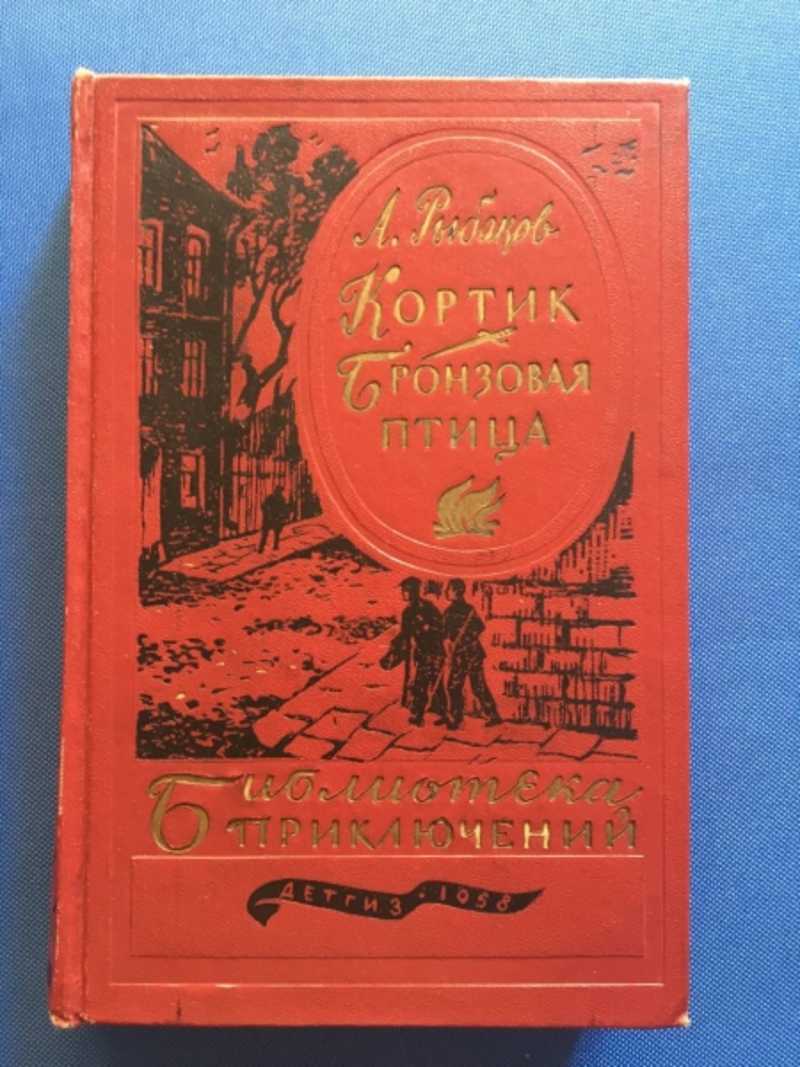 А. Рыбаков
Кортик
Бронзовая
птица
Библиотека
приключений
ДЕТГИЗ · 1958